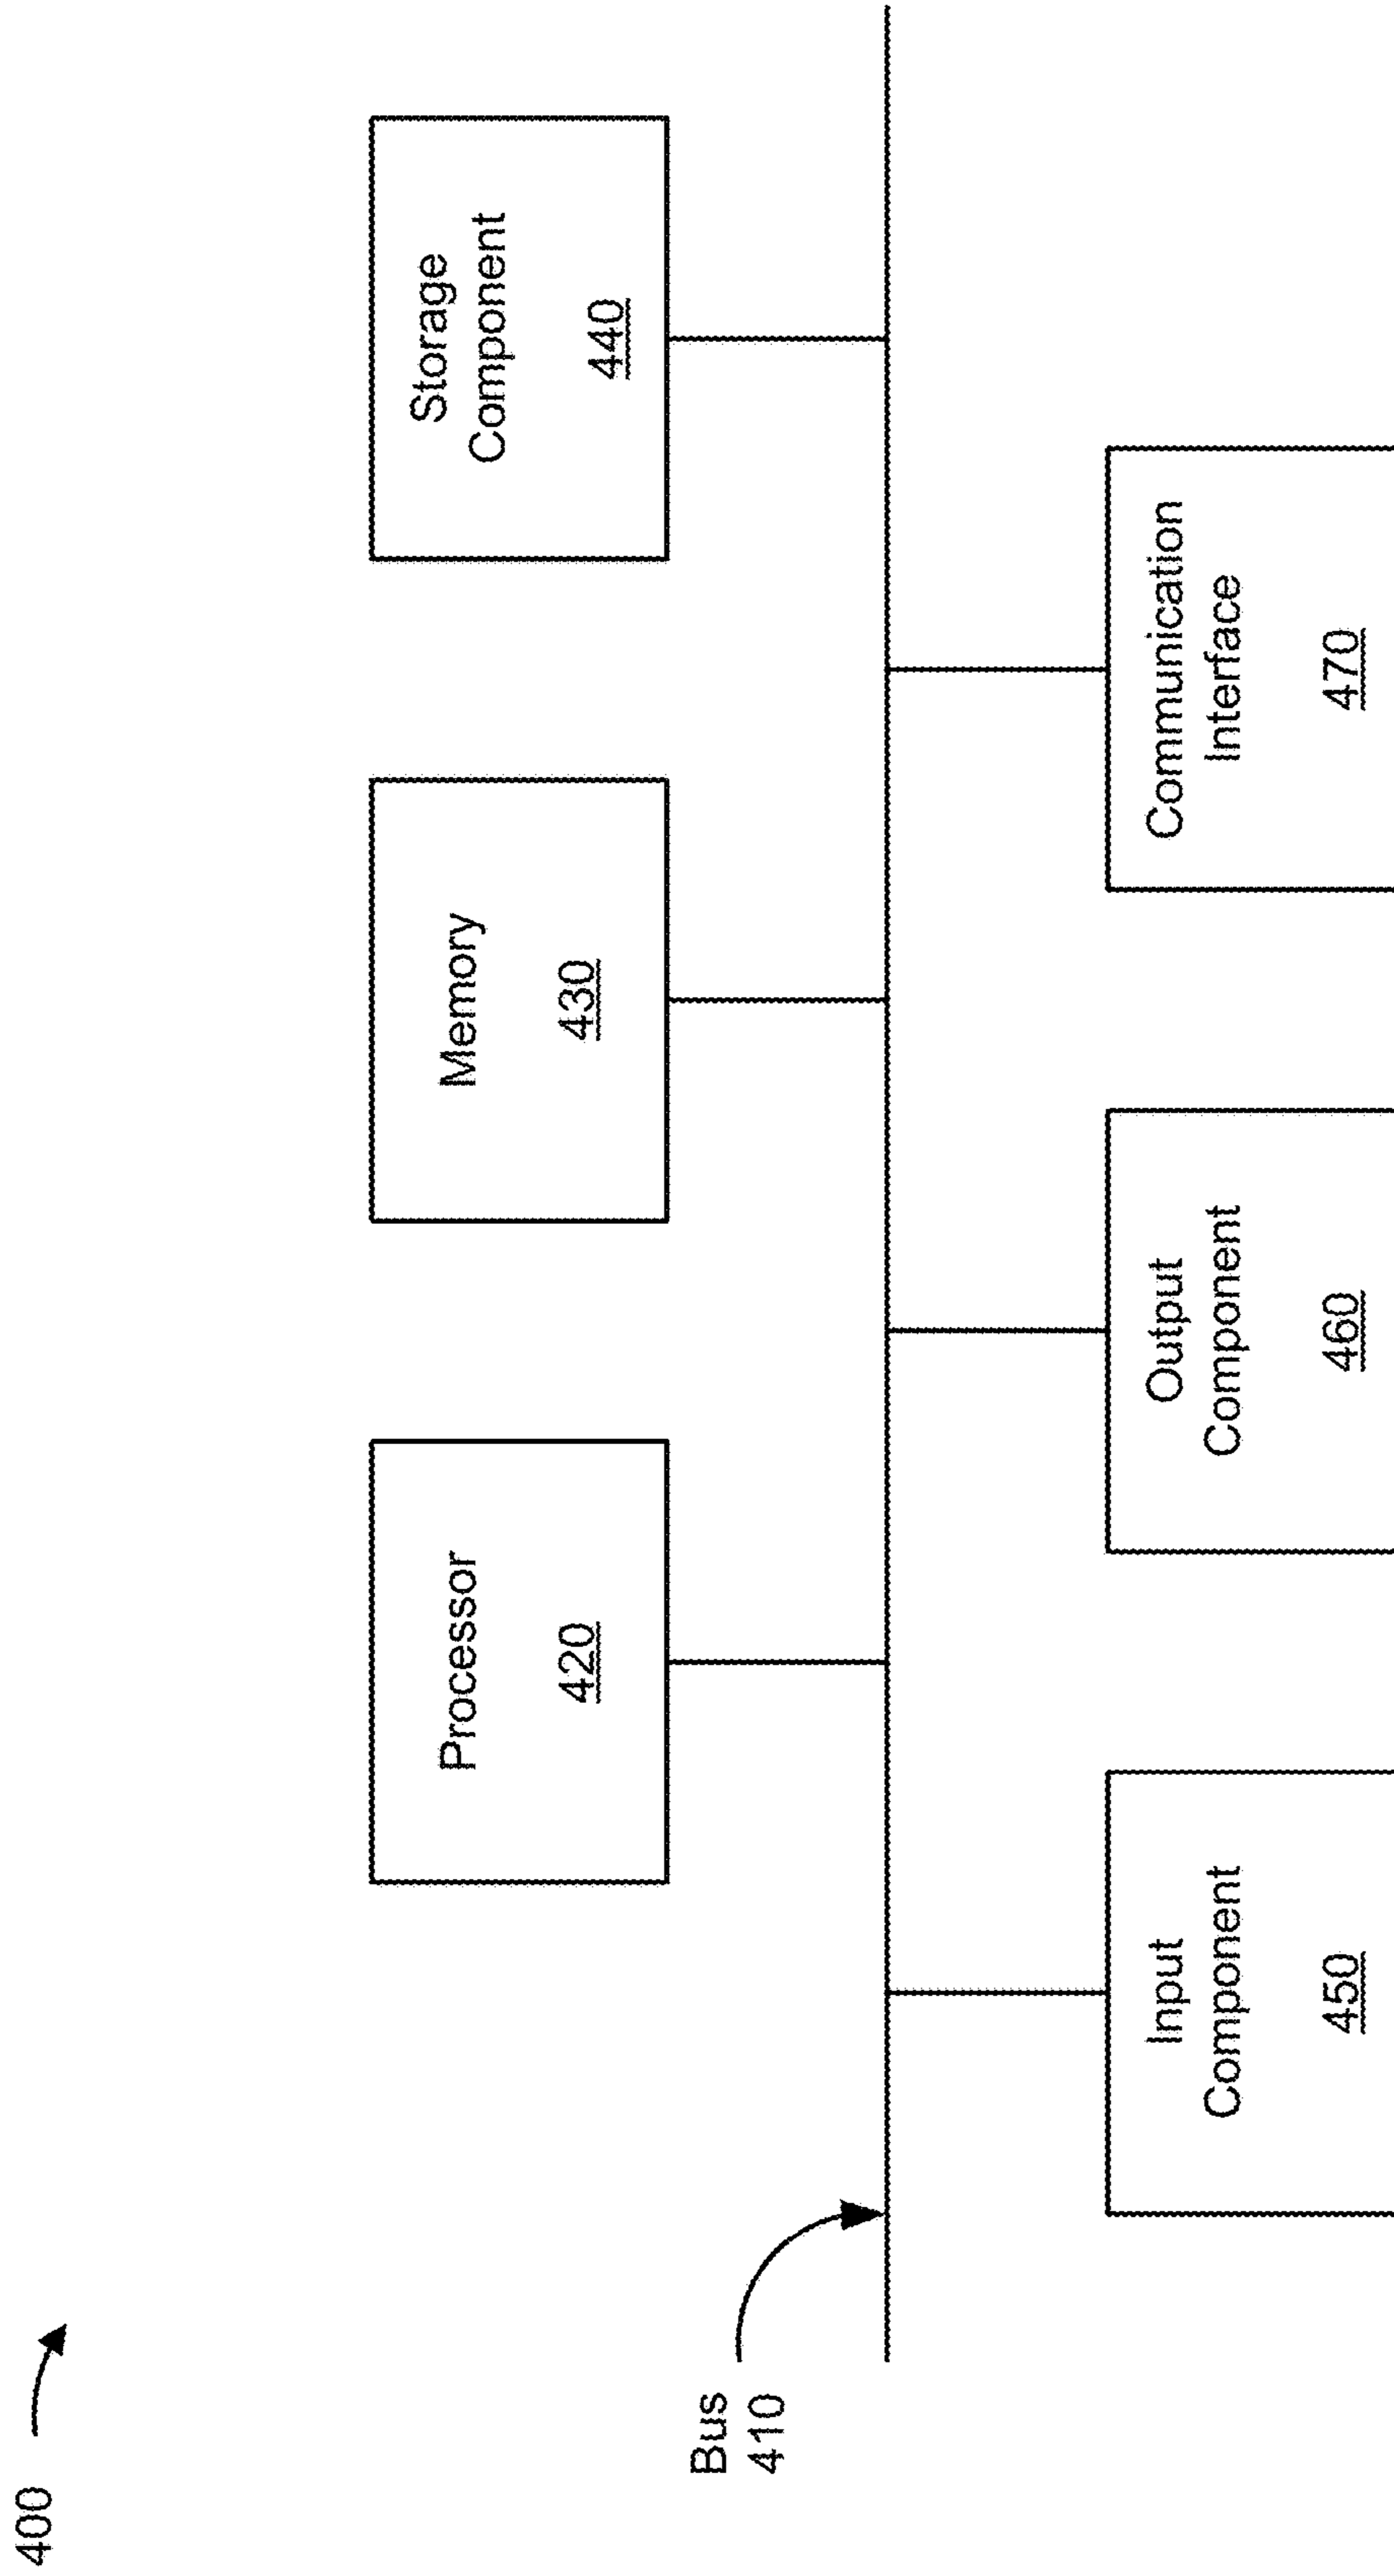 400
Processor
420
Memory
430
Storage
Component
440
Bus
410
Input
Component
450
Output
Component
460
Communication
Interface
470